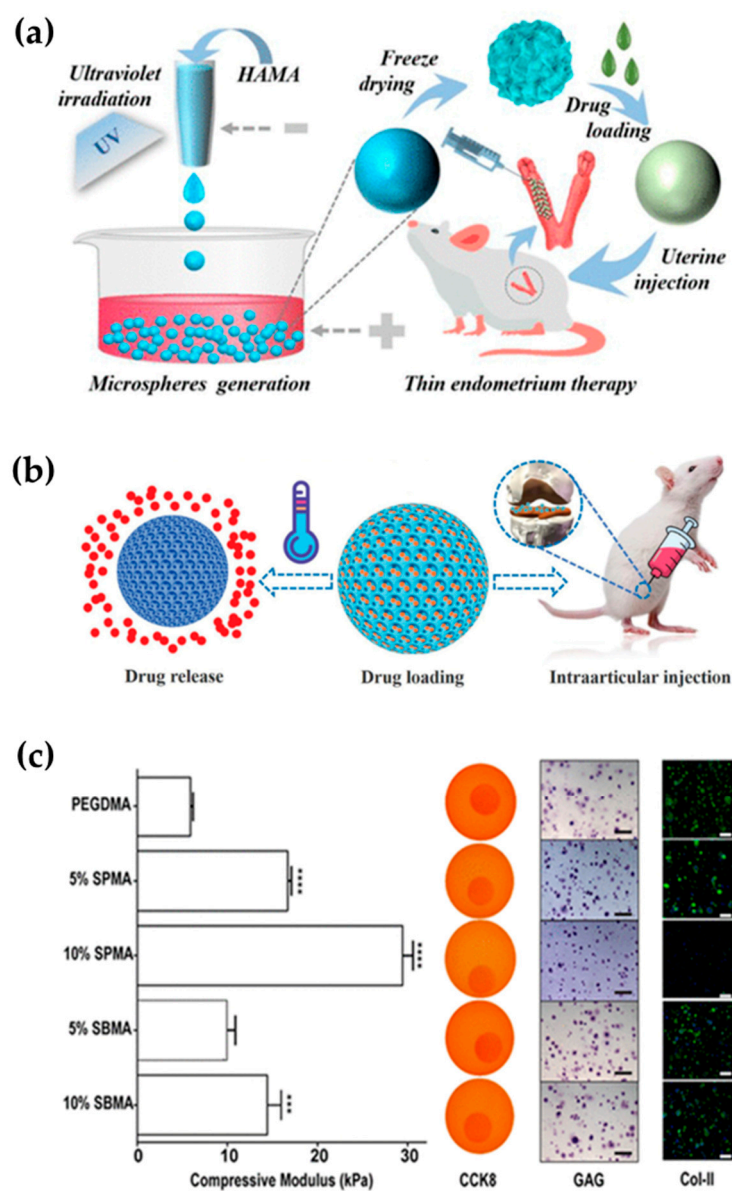 (a)
Ultraviolet
irradiation
HAMA
UV
Freeze
drying
Drug
loading
Uterine
injection
Microspheres generation
Thin endometrium therapy
(b)
Drug release
Drug loading
Intraarticular injection
(c)
PEGDMA
5% SPMA
****
10% SPMA
****
5% SBMA
10% SBMA
***
0
10
20
30
Compressive Modulus (kPa)
CCK8
GAG
Col-II